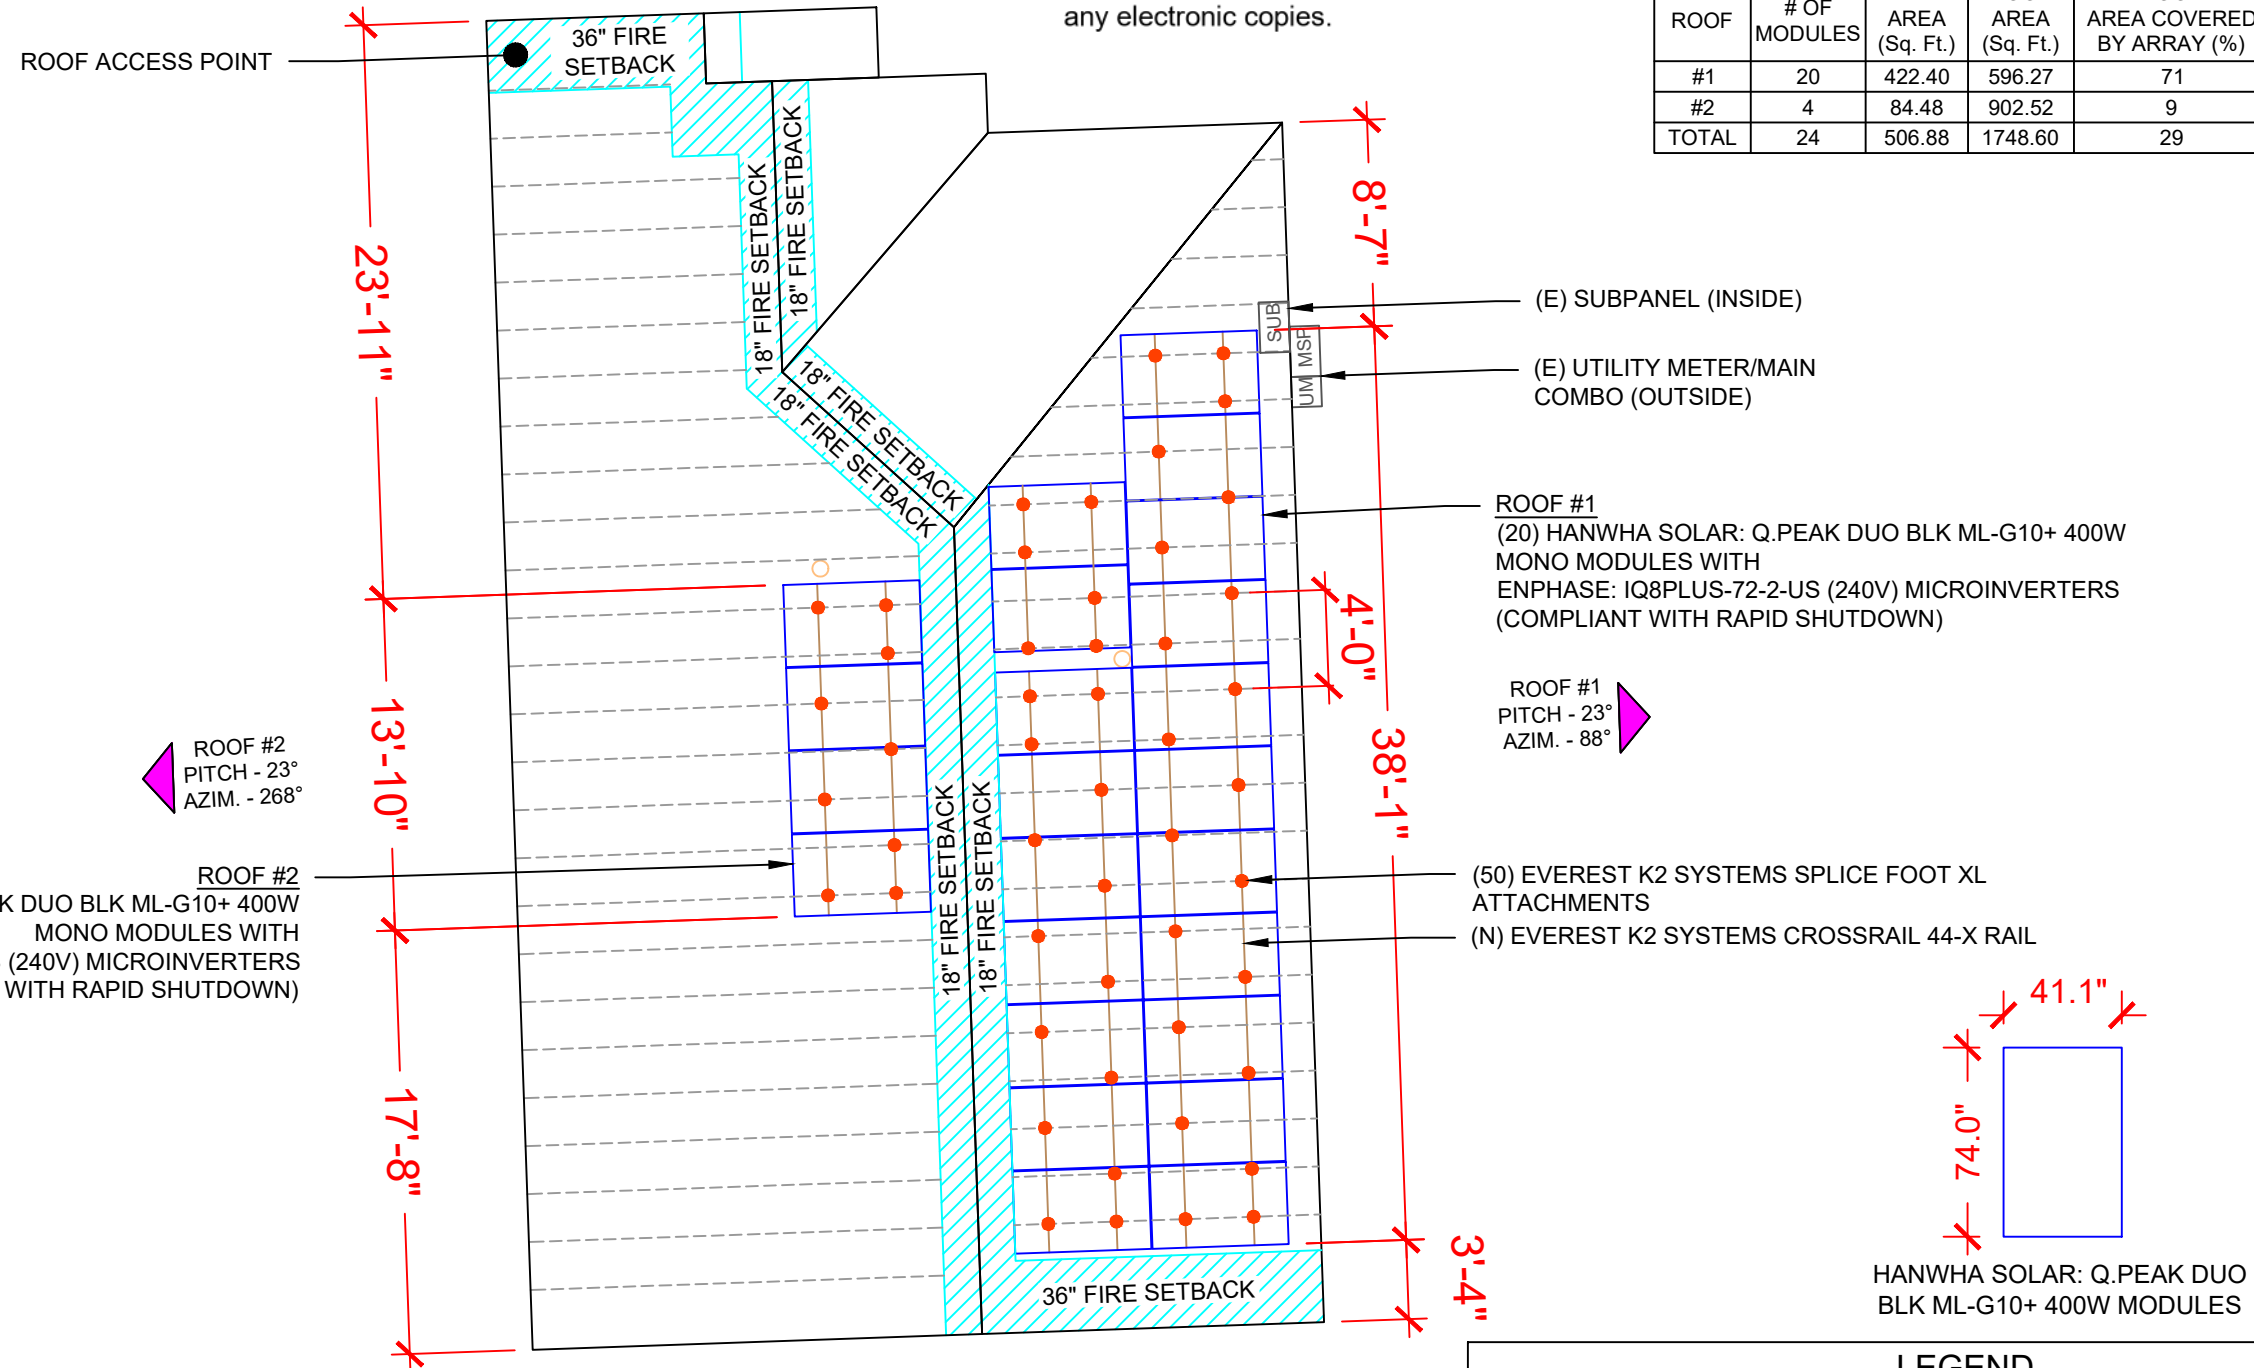 any electronic copies.
ROOF
# OF
MODULES
AREA
(Sq. Ft.)
AREA
(Sq. Ft.)
AREA COVERED
BY ARRAY (%)
#1 20 422.40 596.27 71
#2 4 84.48 902.52 9
TOTAL 24 506.88 1748.60 29
ROOF ACCESS POINT
36" FIRE
SETBACK
18" FIRE SETBACK
18" FIRE SETBACK
18" FIRE SETBACK
18" FIRE SETBACK
18" FIRE SETBACK
18" FIRE SETBACK
36" FIRE SETBACK
23'-11"
13'-10"
17'-8"
8'-7"
4'-0"
38'-1"
3'-4"
SUB
UM MSP
(E) SUBPANEL (INSIDE)
(E) UTILITY METER/MAIN
COMBO (OUTSIDE)
ROOF #1
(20) HANWHA SOLAR: Q.PEAK DUO BLK ML-G10+ 400W
MONO MODULES WITH
ENPHASE: IQ8PLUS-72-2-US (240V) MICROINVERTERS
(COMPLIANT WITH RAPID SHUTDOWN)
ROOF #1
PITCH - 23°
AZIM. - 88°
ROOF #2
PITCH - 23°
AZIM. - 268°
ROOF #2
K DUO BLK ML-G10+ 400W
MONO MODULES WITH
(240V) MICROINVERTERS
WITH RAPID SHUTDOWN)
(50) EVEREST K2 SYSTEMS SPLICE FOOT XL
ATTACHMENTS
(N) EVEREST K2 SYSTEMS CROSSRAIL 44-X RAIL
41.1"
74.0"
HANWHA SOLAR: Q.PEAK DUO
BLK ML-G10+ 400W MODULES
LEGEND